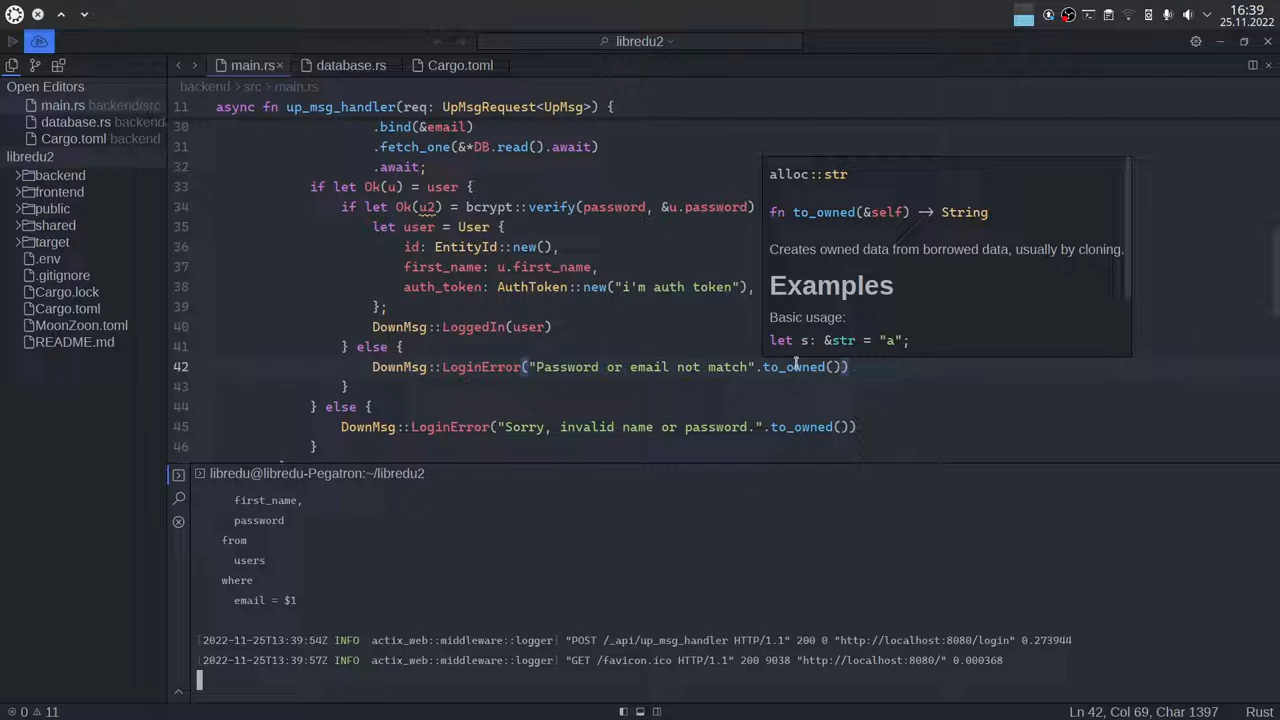 16:39
25.11.2022
libredu2
main.rs
database.rs
Cargo.toml
Open Editors
main.rs backend/src
database.rs backend
Cargo.toml backend
libredu2
backend
frontend
public
shared
target
.env
.gitignore
Cargo.lock
Cargo.toml
MoonZoon.toml
README.md
backend src main.rs
11 async fn up_msg_handler(req: UpMsgRequest<UpMsg>) {
30 .bind(&email)
31 .fetch_one(&*DB.read().await)
32 .await;
33 if let Ok(u) = user {
34 if let Ok(u2) = bcrypt::verify(password, &u.password)
35 let user = User {
36 id: EntityId::new(),
37 first_name: u.first_name,
38 auth_token: AuthToken::new("i'm auth token"),
39 };
40 DownMsg::LoggedIn(user)
41 } else {
42 DownMsg::LoginError("Password or email not match".to_owned())
43 }
44 } else {
45 DownMsg::LoginError("Sorry, invalid name or password.".to_owned())
46 }
alloc::str
fn to_owned(&self) -> String
Creates owned data from borrowed data, usually by cloning.
Examples
Basic usage:
let s: &str = "a";
libredu@libredu-Pegatron:~/libredu2
first_name,
password
from
users
where
email = $1
[2022-11-25T13:39:54Z INFO actix_web::middleware::logger] "POST /_api/up_msg_handler HTTP/1.1" 200 0 "http://localhost:8080/login" 0.273944
[2022-11-25T13:39:57Z INFO actix_web::middleware::logger] "GET /favicon.ico HTTP/1.1" 200 9038 "http://localhost:8080/" 0.000368
0 11
Ln 42, Col 69, Char 1397
Rust